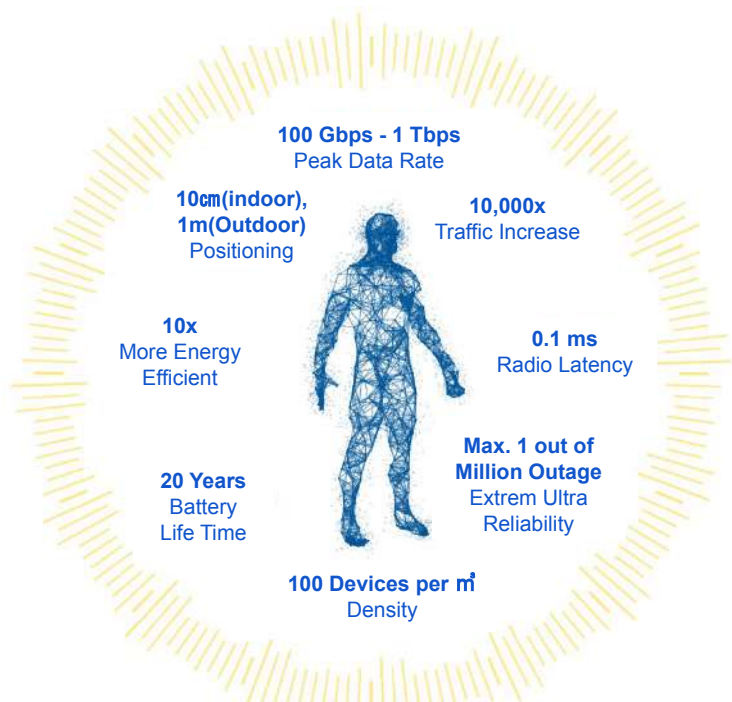 100 Gbps - 1 Tbps
Peak Data Rate
10㎝(indoor),
1m(Outdoor)
Positioning
10,000x
Traffic Increase
10x
More Energy
Efficient
0.1 ms
Radio Latency
20 Years
Battery
Life Time
Max. 1 out of
Million Outage
Extrem Ultra
Reliability
100 Devices per ㎥
Density